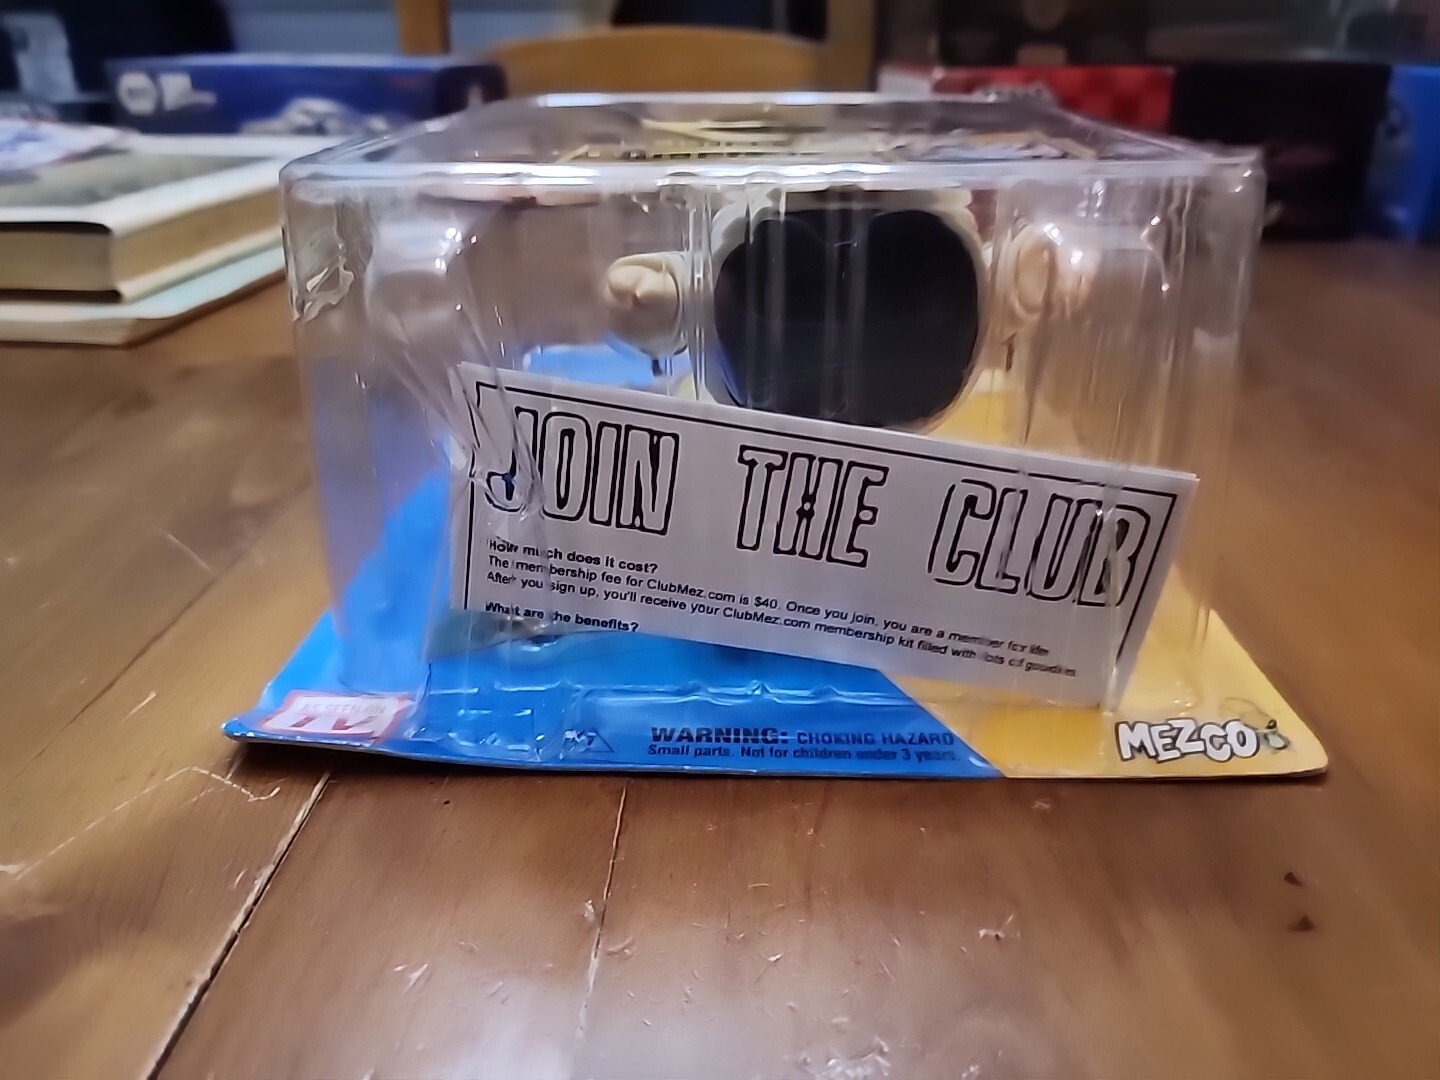 JOIN THE CLUB
How much does it cost?
The membership fee for ClubMez.com is $40. Once you join, you are a member for life.
After you sign up, you'll receive your ClubMez.com membership kit filled with lots of goodies
What are the benefits?
AS SEEN ON
TV
WARNING: CHOKING HAZARD
Small parts. Not for children under 3 years.
MEZCO